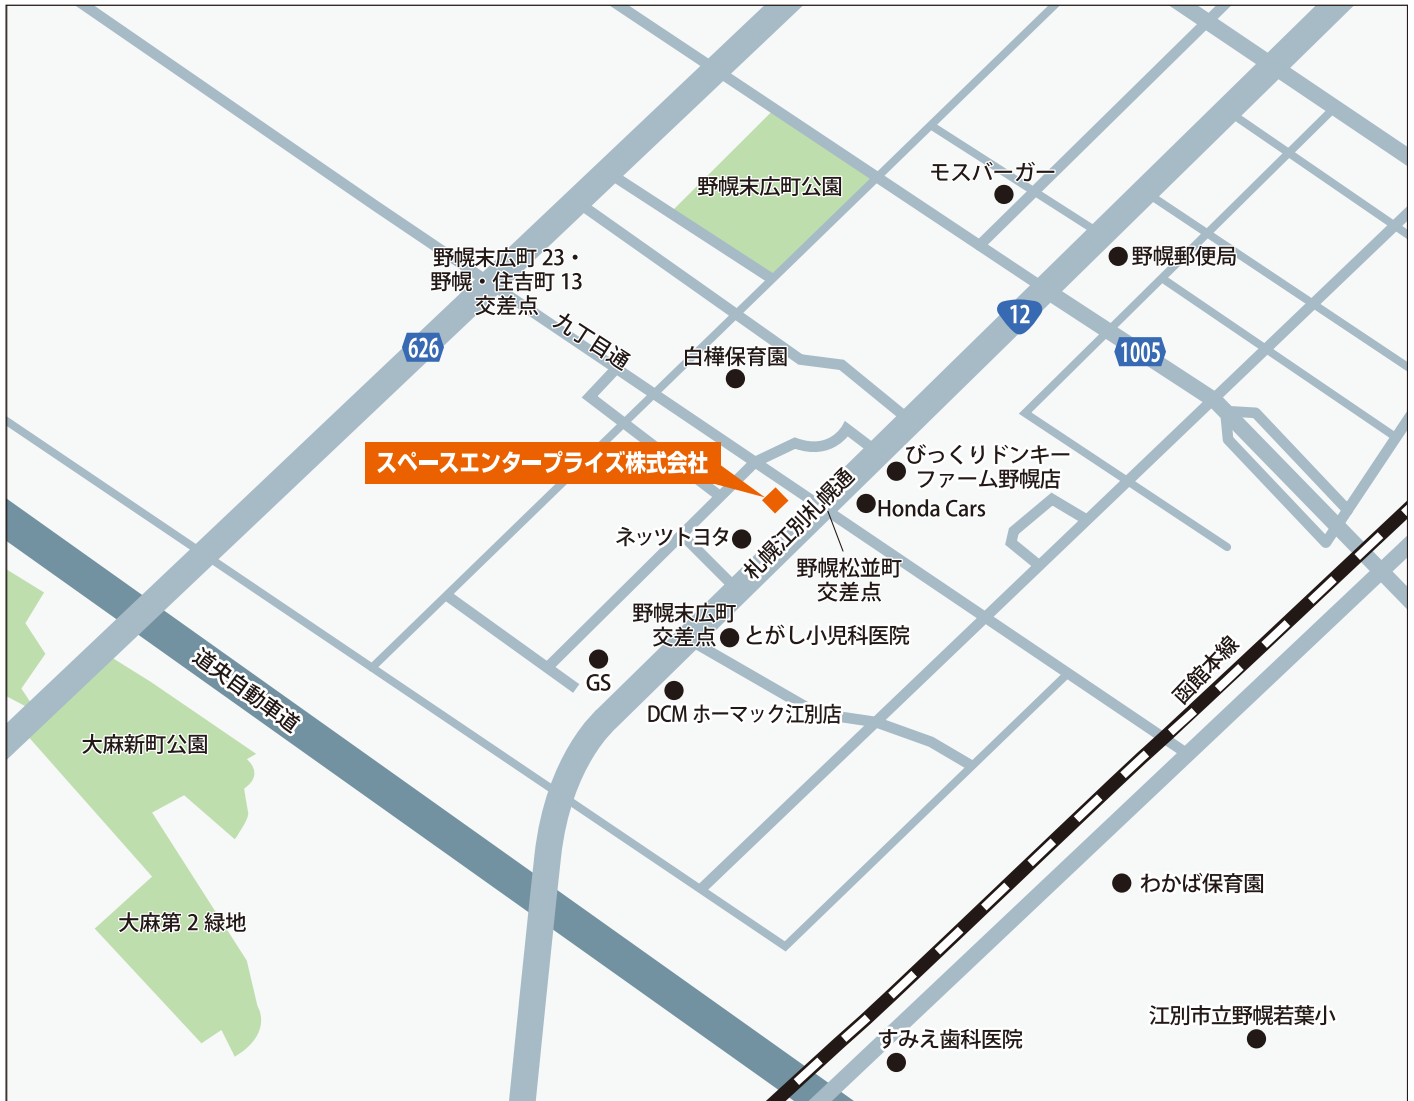 モスバーガー
野幌末広町公園
野幌末広町 23・
野幌・住吉町 13
交差点
野幌郵便局
12
九丁目通
626
1005
白樺保育園
スペースエンタープライズ株式会社
びっくりドンキー
ファーム野幌店
Honda Cars
札幌江別札幌通
ネッツトヨタ
野幌松並町
交差点
野幌末広町
交差点
とがし小児科医院
GS
DCM ホーマック江別店
函館本線
道央自動車道
大麻新町公園
わかば保育園
大麻第 2 緑地
江別市立野幌若葉小
すみえ歯科医院